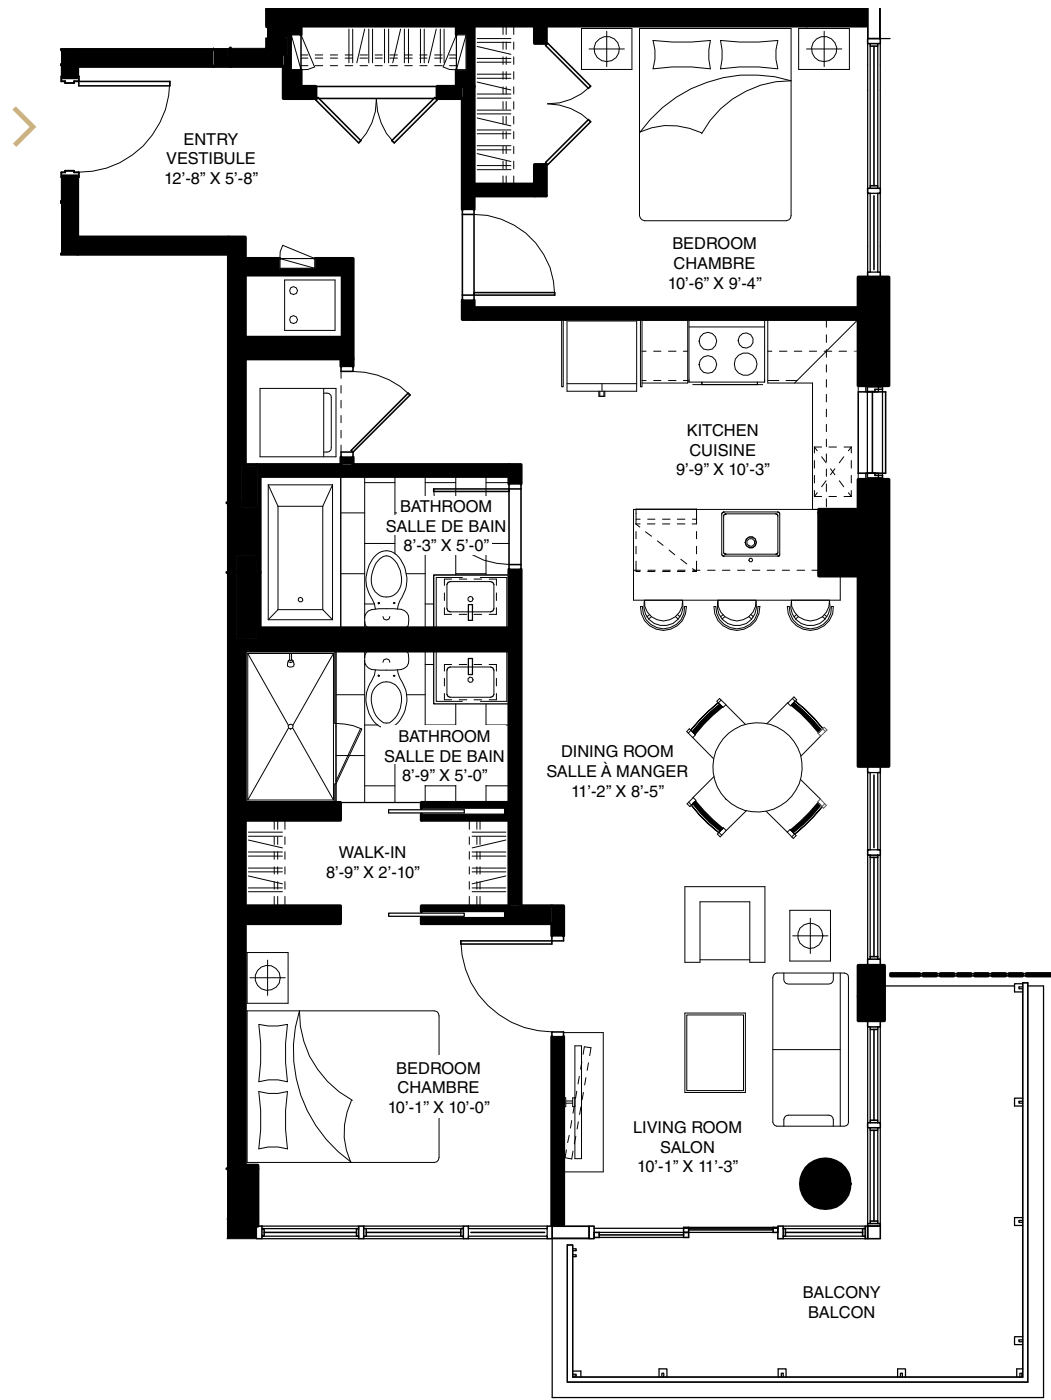 ENTRY
VESTIBULE
12'-8" X 5'-8"
BEDROOM
CHAMBRE
10'-6" X 9'-4"
KITCHEN
CUISINE
9'-9" X 10'-3"
BATHROOM
SALLE DE BAIN
8'-3" X 5'-0"
BATHROOM
SALLE DE BAIN
8'-9" X 5'-0"
DINING ROOM
SALLE À MANGER
11'-2" X 8'-5"
WALK-IN
8'-9" X 2'-10"
BEDROOM
CHAMBRE
10'-1" X 10'-0"
LIVING ROOM
SALON
10'-1" X 11'-3"
BALCONY
BALCON